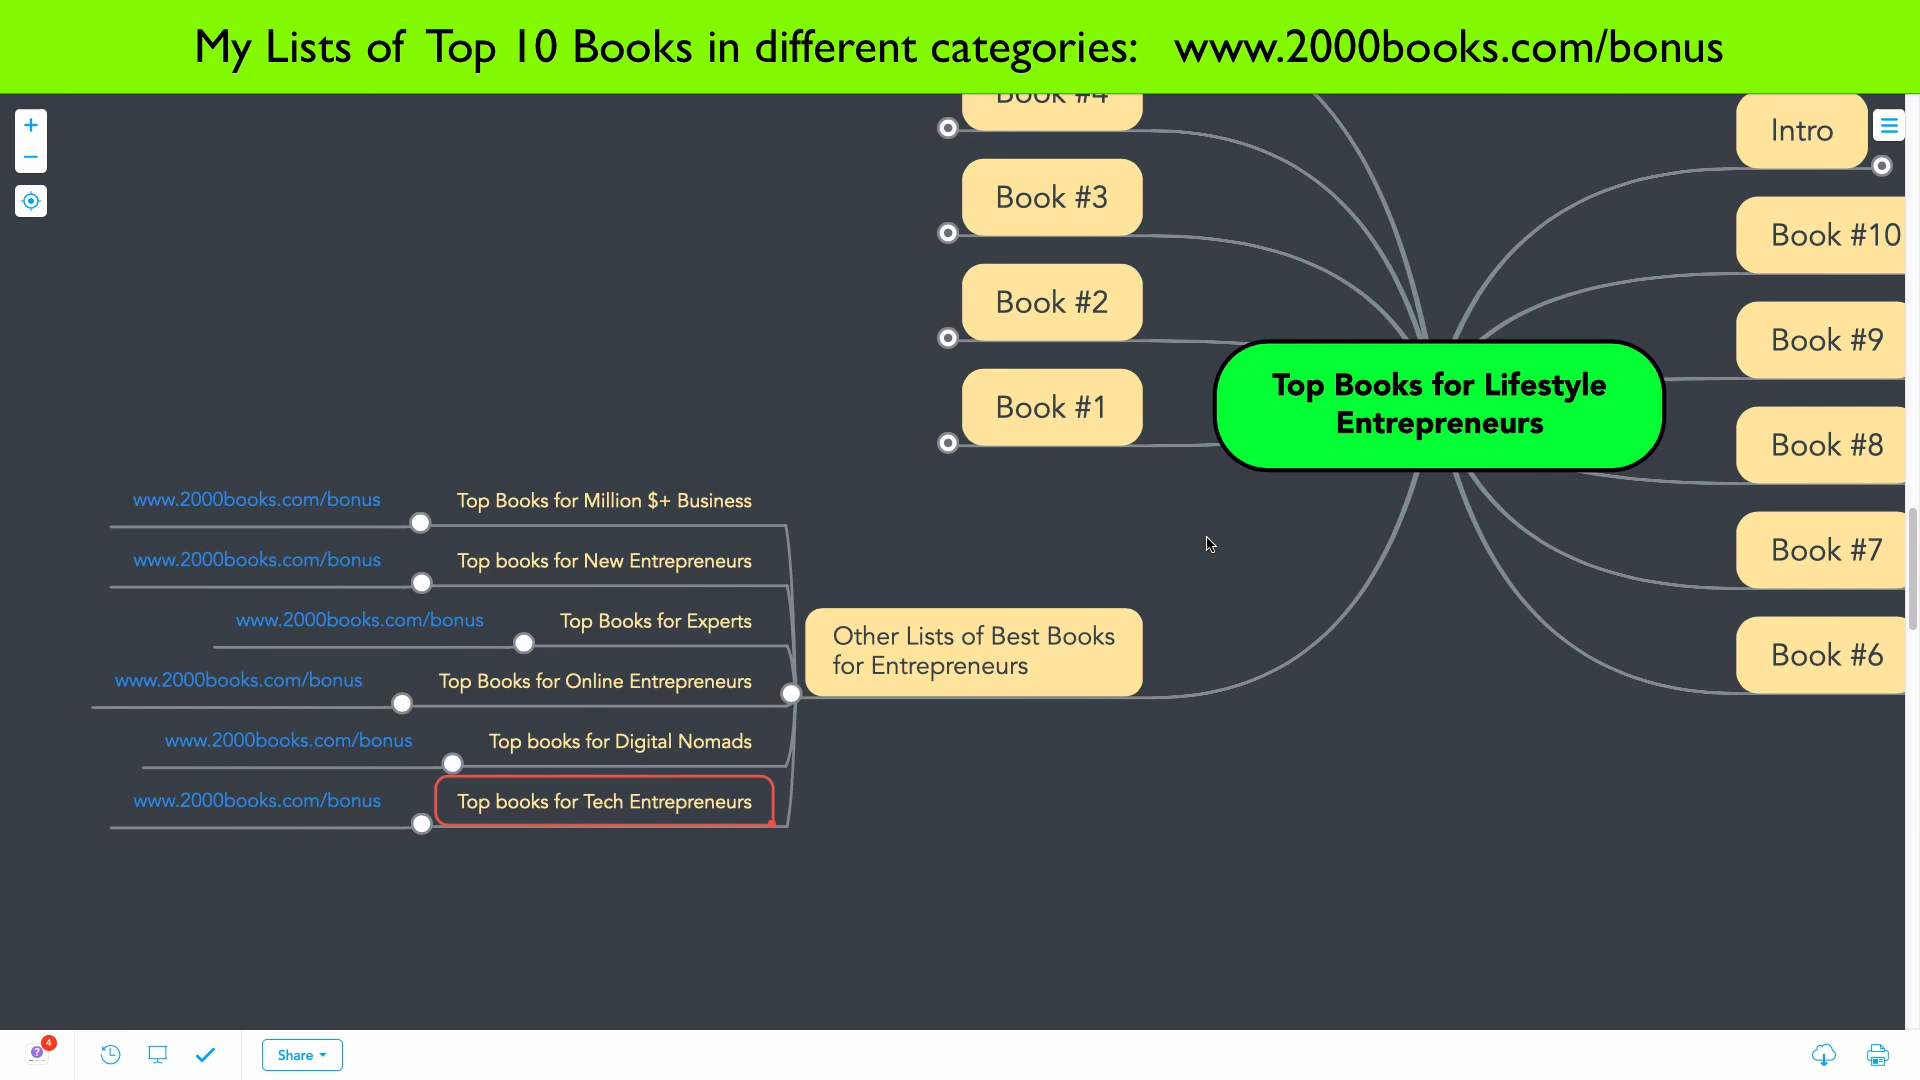 My Lists of Top 10 Books in different categories: www.2000books.com/bonus
Book #4
Book #3
Book #2
Book #1
Top Books for Lifestyle
Entrepreneurs
Intro
Book #10
Book #9
Book #8
Book #7
Book #6
Other Lists of Best Books
for Entrepreneurs
www.2000books.com/bonus Top Books for Million $+ Business
www.2000books.com/bonus Top books for New Entrepreneurs
www.2000books.com/bonus Top Books for Experts
www.2000books.com/bonus Top Books for Online Entrepreneurs
www.2000books.com/bonus Top books for Digital Nomads
www.2000books.com/bonus Top books for Tech Entrepreneurs
? 4
Share